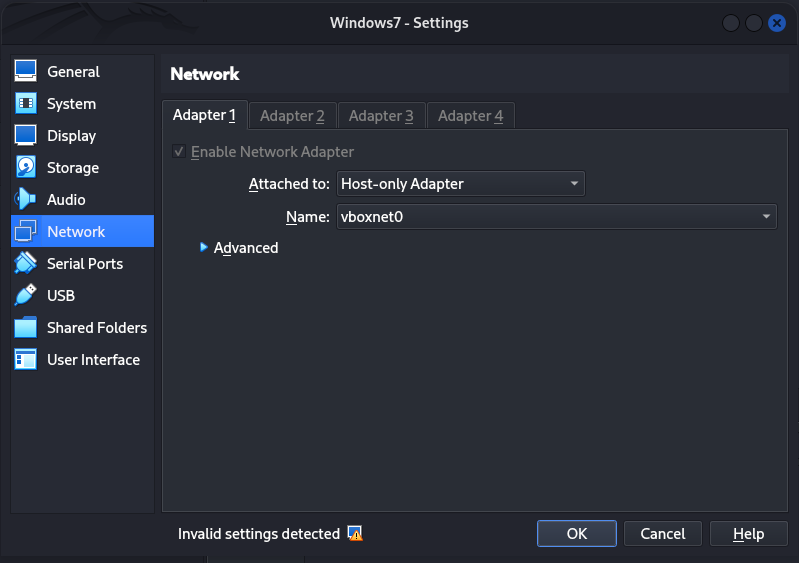 Windows7 - Settings
General
System
Display
Storage
Audio
Network
Serial Ports
USB
Shared Folders
User Interface
Network
Adapter 1 Adapter 2 Adapter 3 Adapter 4
Enable Network Adapter
Attached to: Host-only Adapter
Name: vboxnet0
Advanced
Invalid settings detected OK Cancel Help